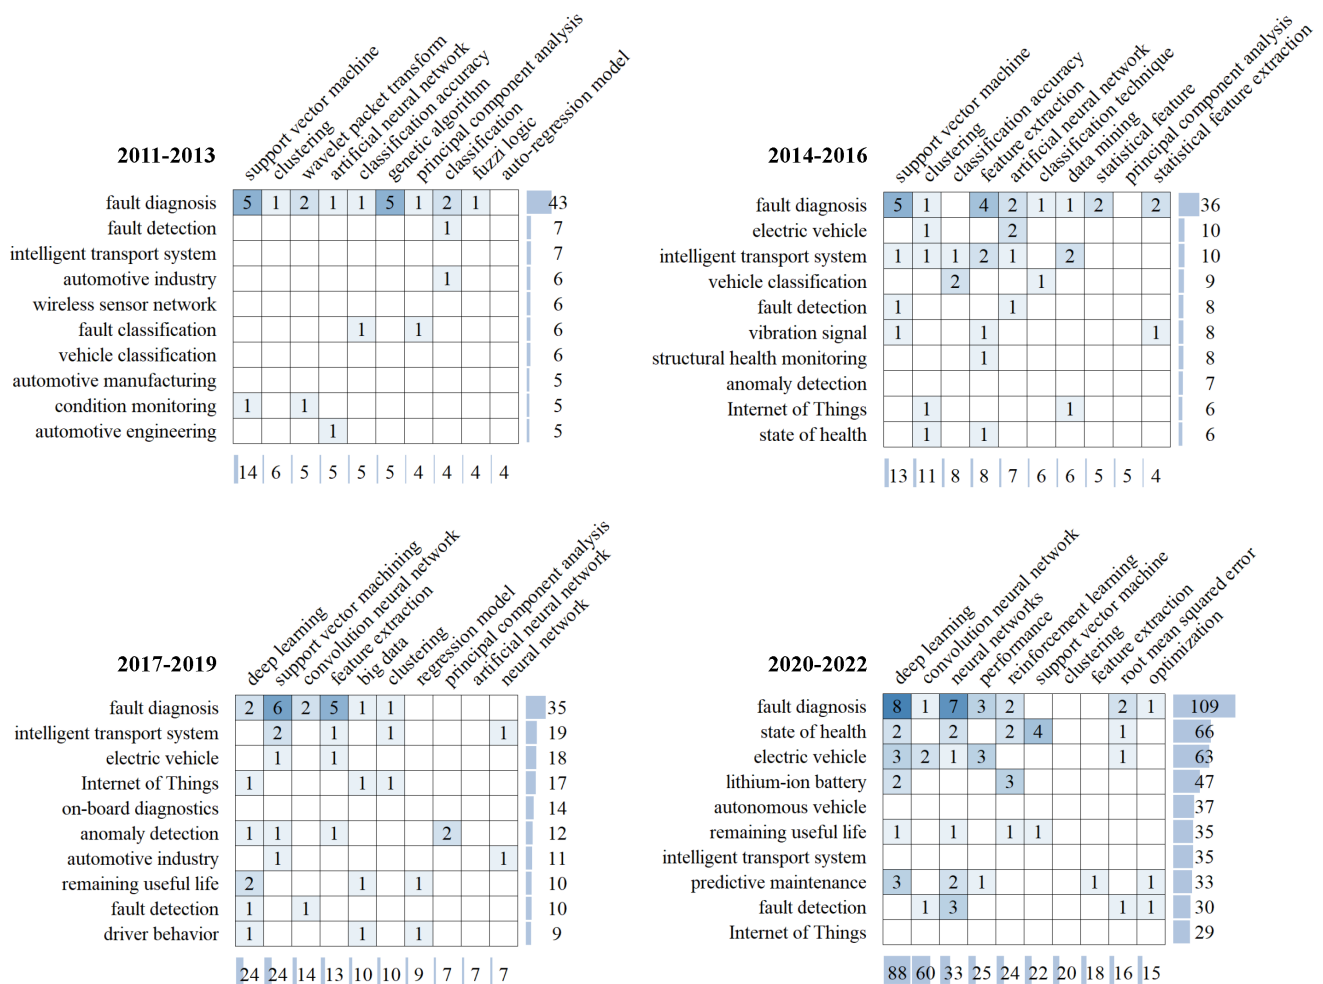 2011-2013
support vector machine
clustering
wavelet packet transform
artificial neural network
classification accuracy
genetic algorithm
principal component analysis
classification
fuzzi logic
auto-regression model
fault diagnosis 5 1 2 1 1 5 1 2 1 43
fault detection 1 7
intelligent transport system 7
automotive industry 1 6
wireless sensor network 6
fault classification 1 1 6
vehicle classification 6
automotive manufacturing 5
condition monitoring 1 1 5
automotive engineering 1 5
14 6 5 5 5 5 4 4 4 4
2014-2016
support vector machine
clustering
classification accuracy
feature extraction
artificial neural network
classification technique
data mining
statistical feature
principal component analysis
statistical feature extraction
fault diagnosis 5 1 4 2 1 1 2 2 36
electric vehicle 1 2 10
intelligent transport system 1 1 1 2 1 2 10
vehicle classification 2 1 9
fault detection 1 1 8
vibration signal 1 1 1 8
structural health monitoring 1 8
anomaly detection 7
Internet of Things 1 1 6
state of health 1 1 6
13 11 8 8 7 6 6 5 5 4
2017-2019
deep learning
support vector machining
convolution neural network
feature extraction
big data
clustering
regression model
principal component analysis
artificial neural network
neural network
fault diagnosis 2 6 2 5 1 1 35
intelligent transport system 2 1 1 1 19
electric vehicle 1 1 18
Internet of Things 1 1 1 17
on-board diagnostics 14
anomaly detection 1 1 1 2 12
automotive industry 1 1 11
remaining useful life 2 1 1 10
fault detection 1 1 10
driver behavior 1 1 1 9
24 24 14 13 10 10 9 7 7 7
2020-2022
deep learning
convolution neural network
neural networks
performance
reinforcement learning
support vector machine
clustering
feature extraction
root mean squared error
optimization
fault diagnosis 8 1 7 3 2 2 1 109
state of health 2 2 2 4 1 66
electric vehicle 3 2 1 3 1 63
lithium-ion battery 2 3 47
autonomous vehicle 37
remaining useful life 1 1 1 1 35
intelligent transport system 35
predictive maintenance 3 2 1 1 1 33
fault detection 1 3 1 1 30
Internet of Things 29
88 60 33 25 24 22 20 18 16 15